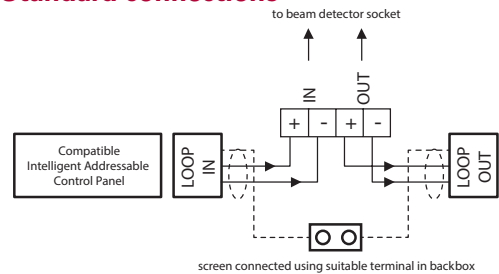 Standard connections
to beam detector socket
IN
OUT
+ - + -
Compatible
Intelligent Addressable
Control Panel
LOOP
IN
LOOP
OUT
screen connected using suitable terminal in backbox